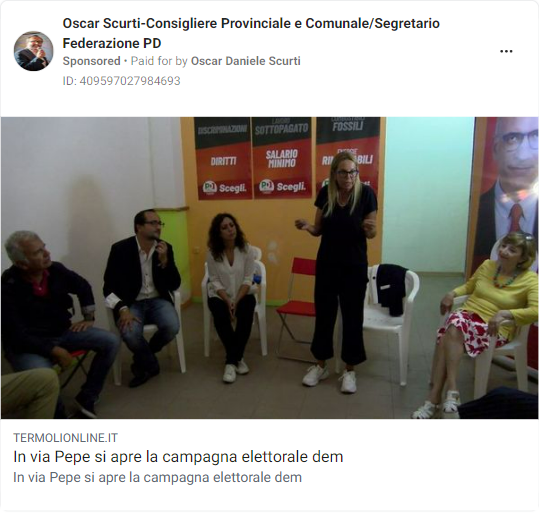 Oscar Scurti-Consigliere Provinciale e Comunale/Segretario
Federazione PD
Sponsored • Paid for by Oscar Daniele Scurti
ID: 409597027984693
DISCRIMINAZIONI
DIRITTI
SOTTOPAGATO
SALARIO
MINIMO
PD Scegli.
FOSSILI
ENERGIE
Scegli.
TERMOLIONLINE.IT
In via Pepe si apre la campagna elettorale dem
In via Pepe si apre la campagna elettorale dem